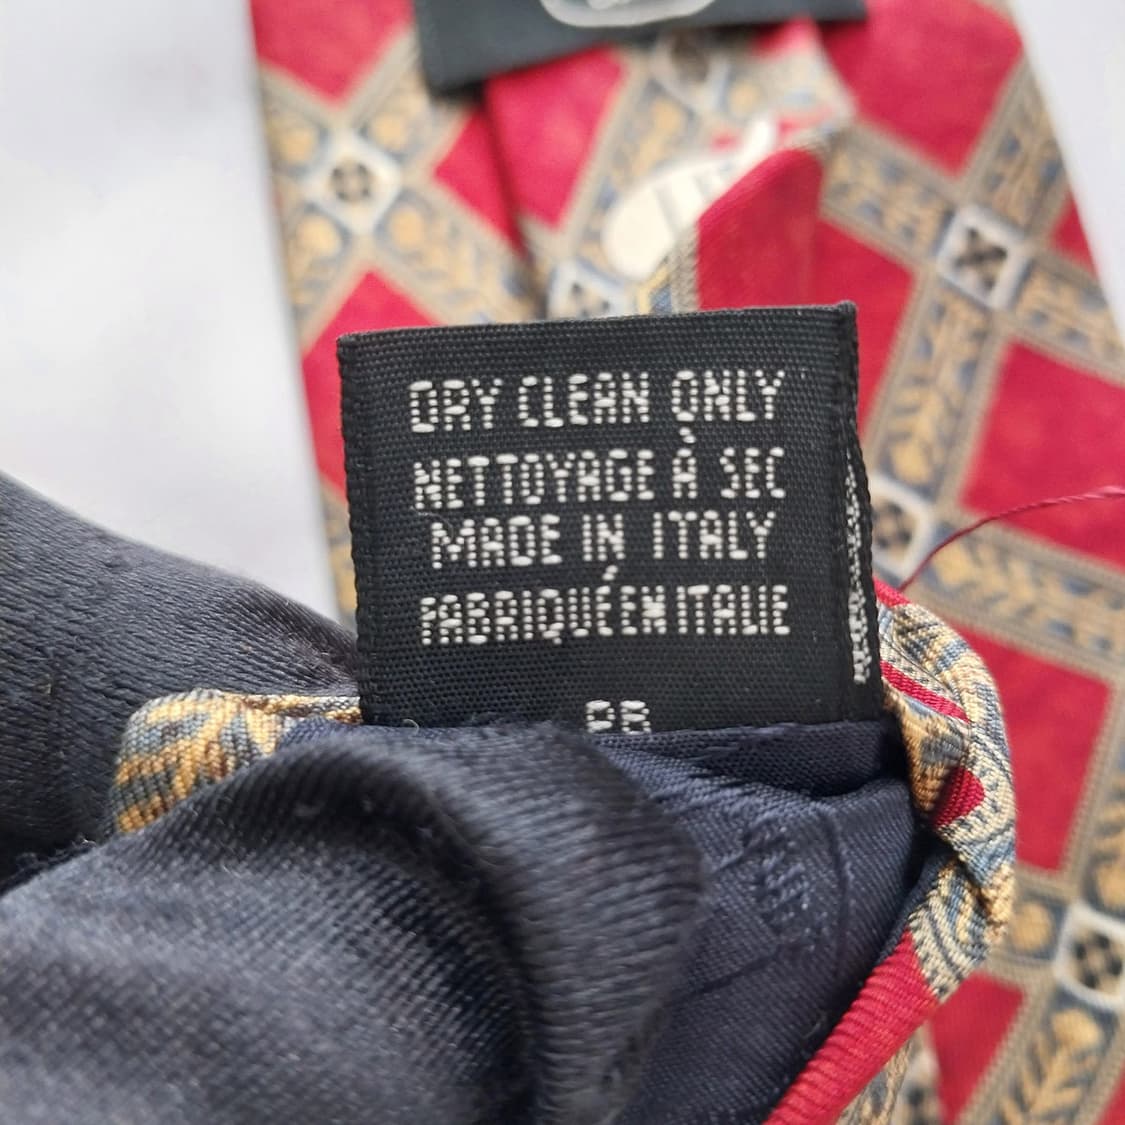 DRY CLEAN ONLY
NETTOYAGE À SEC
MADE IN ITALY
FABRIQUÉ EN ITALIE